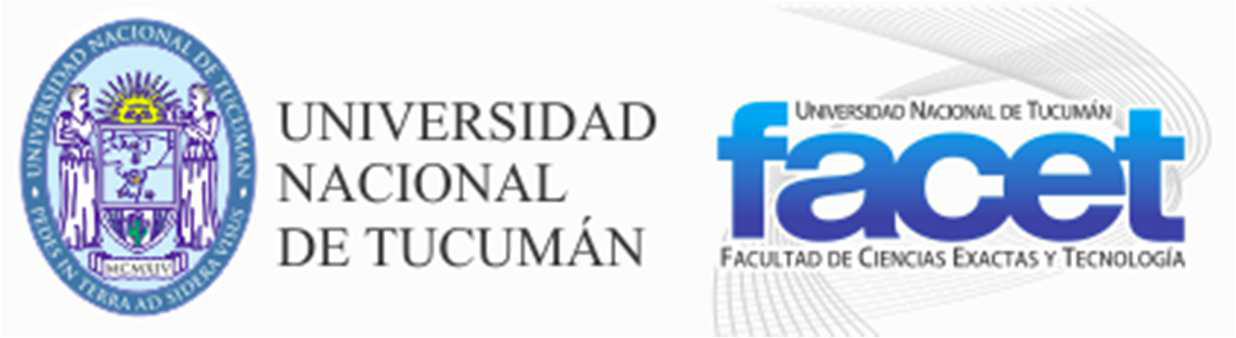 UNIVERSIDAD NACIONAL DE TUCUMÁN
PEDES IN TERRA AD SIDERA VISUS
MCMXIV
UNIVERSIDAD
NACIONAL
DE TUCUMÁN
UNIVERSIDAD NACIONAL DE TUCUMÁN
facet
FACULTAD DE CIENCIAS EXACTAS Y TECNOLOGÍA